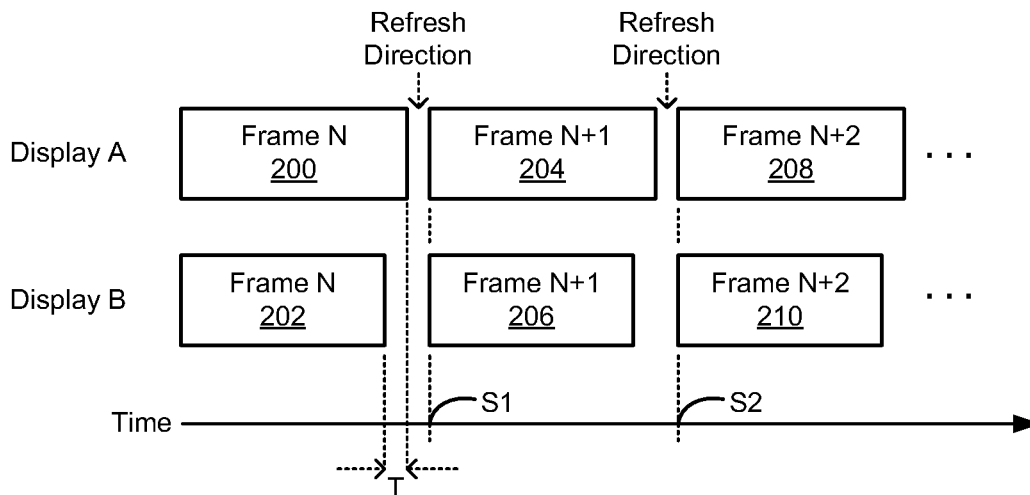 Refresh
Direction
Refresh
Direction
Display A
Frame N
200
Frame N+1
204
Frame N+2
208
. . .
Display B
Frame N
202
Frame N+1
206
Frame N+2
210
. . .
Time
S1
S2
T